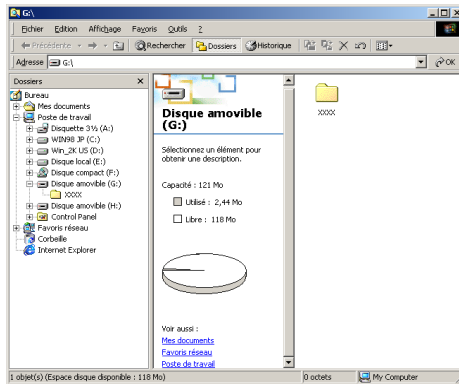 G:\
Fichier Edition Affichage Favoris Outils ?
Précédente Rechercher Dossiers Historique
Adresse G:\ OK
Dossiers
Bureau
Mes documents
Poste de travail
Disquette 3½ (A:)
WIN98 JP (C:)
Win_2K US (D:)
Disque local (E:)
Disque compact (F:)
Disque amovible (G:)
xxxx
Disque amovible (H:)
Control Panel
Favoris réseau
Corbeille
Internet Explorer
Disque amovible
(G:)
Sélectionnez un élément pour
obtenir une description.
Capacité : 121 Mo
Utilisé : 2,44 Mo
Libre : 118 Mo
Voir aussi :
Mes documents
Favoris réseau
Poste de travail
xxxx
1 objet(s) (Espace disque disponible : 118 Mo) 0 octets My Computer